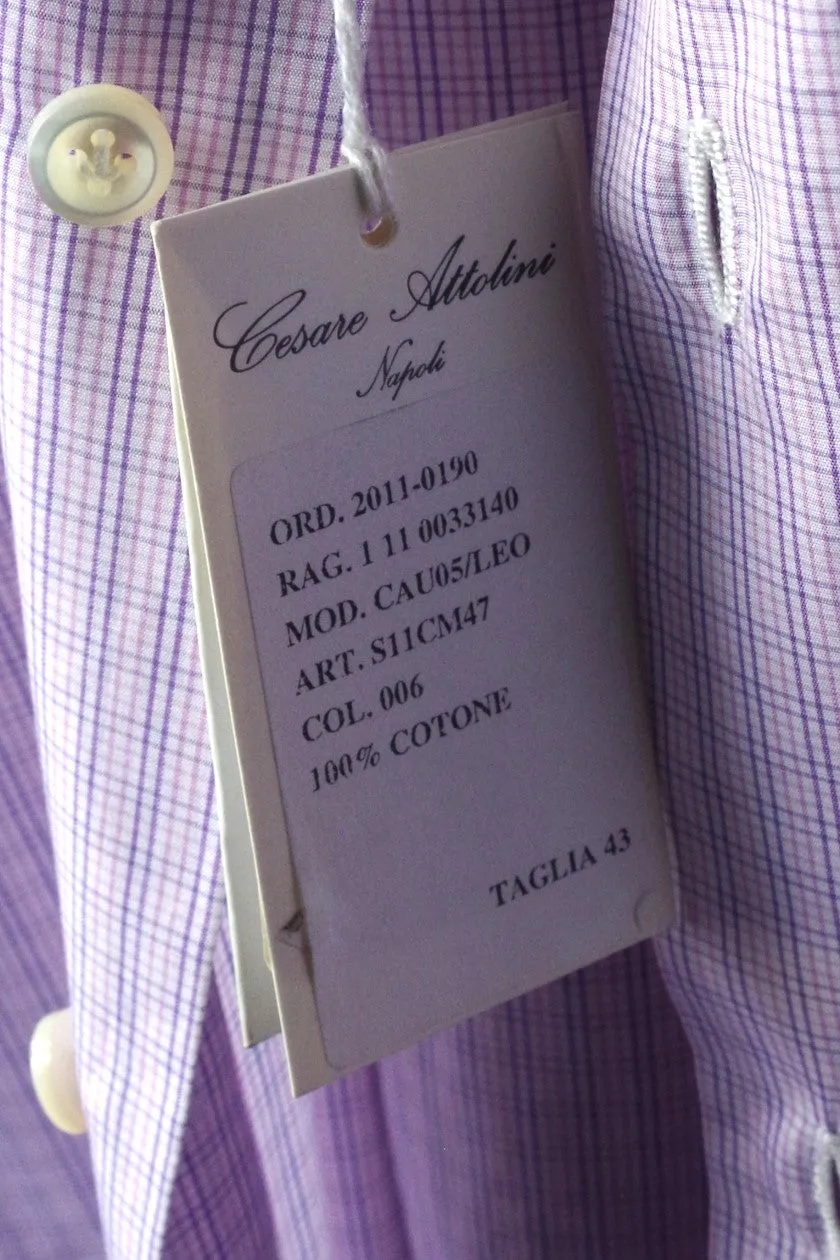 Cesare Attolini
Napoli
ORD. 2011-0190
RAG. 1 11 0033140
MOD. CAU05/LEO
ART. S11CM47
COL. 006
100% COTONE
TAGLIA 43